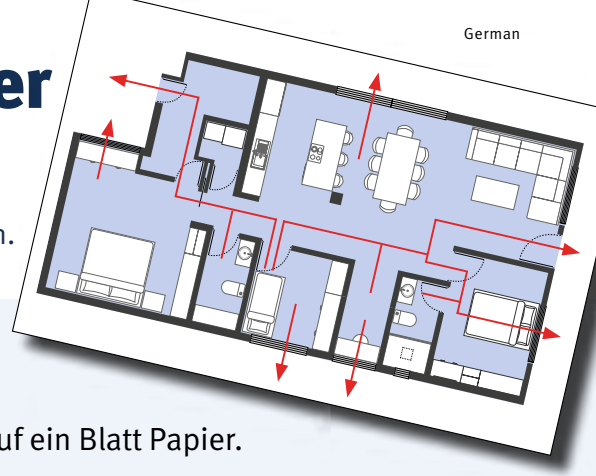 German
er
n.
uf ein Blatt Papier.